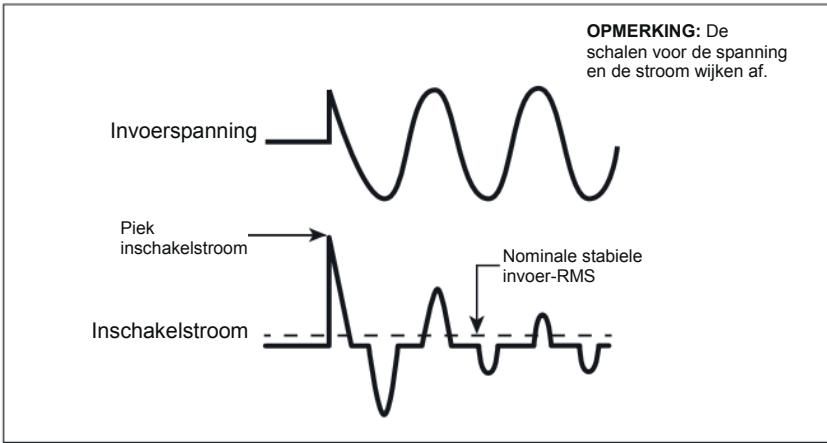 OPMERKING: De
schalen voor de spanning
en de stroom wijken af.
Invoerspanning
Piek
inschakelstroom
Nominale stabiele
invoer-RMS
Inschakelstroom